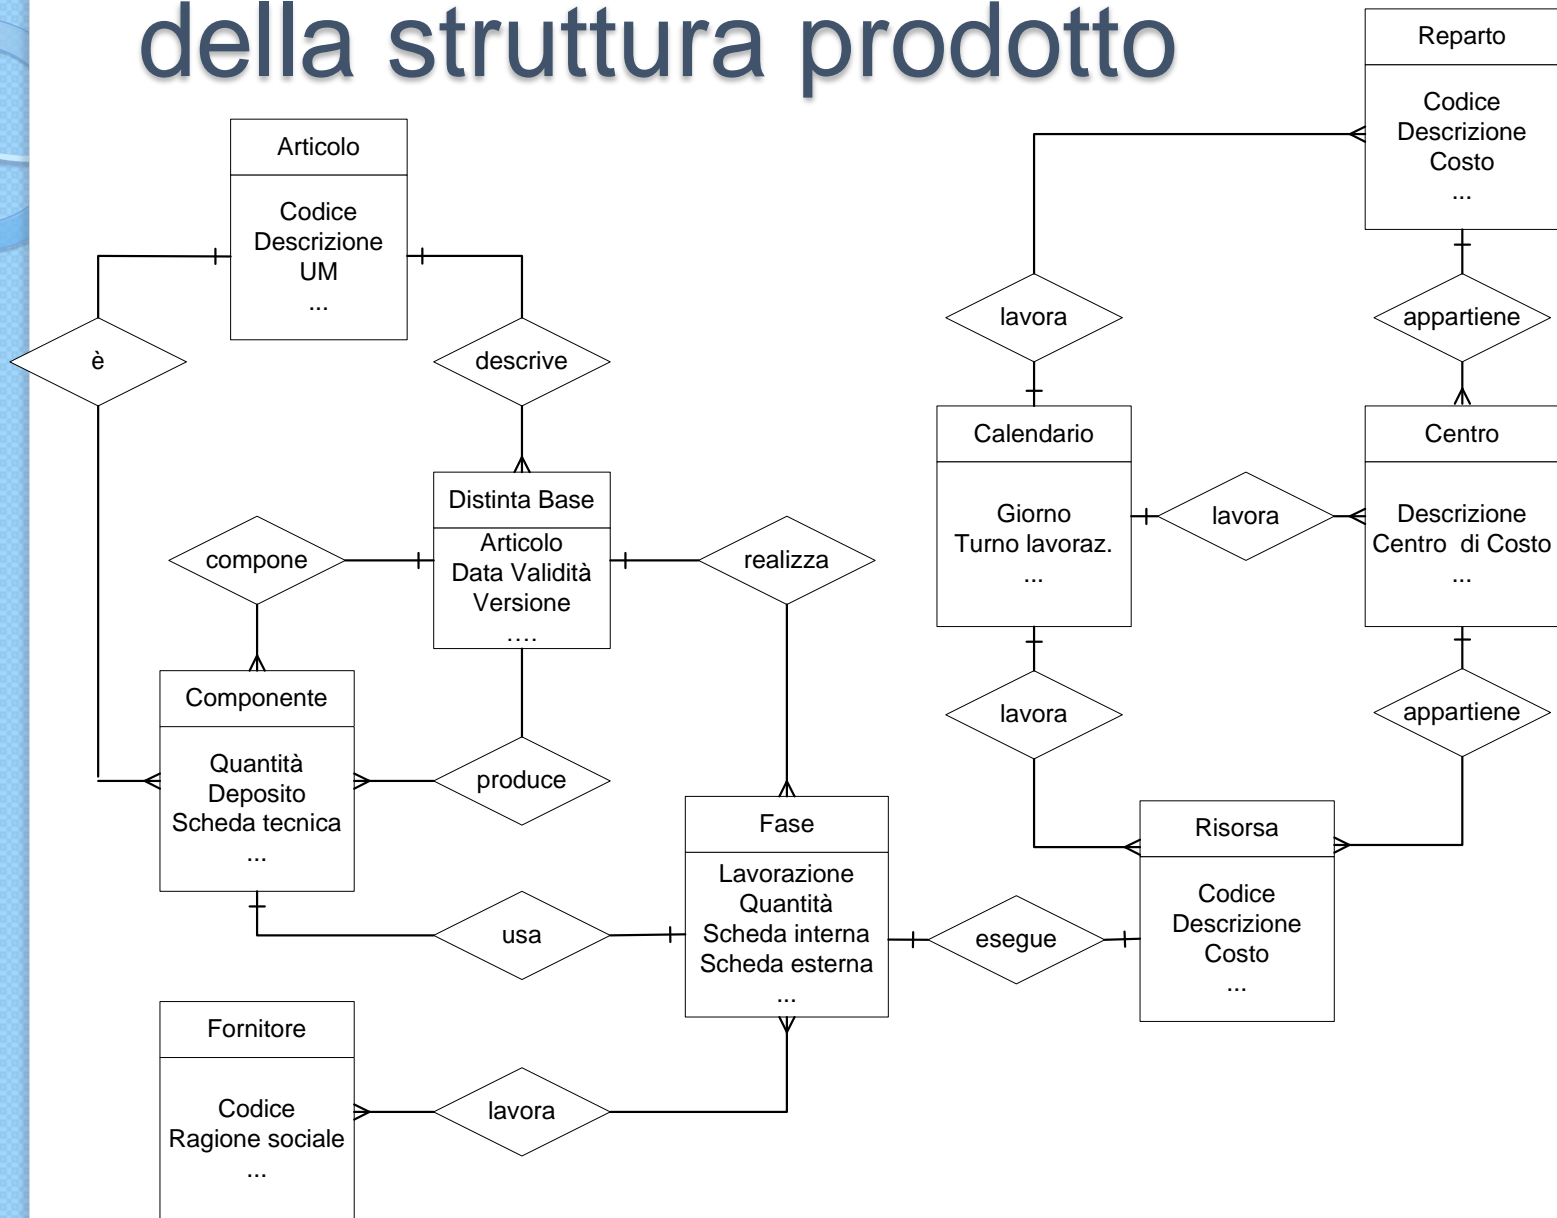 della struttura prodotto
Reparto
Codice
Descrizione
Costo
...
Articolo
Codice
Descrizione
UM
...
è
descrive
lavora
appartiene
Calendario
Giorno
Turno lavoraz.
...
lavora
Centro
Descrizione
Centro di Costo
...
Distinta Base
Articolo
Data Validità
Versione
....
compone
realizza
Componente
Quantità
Deposito
Scheda tecnica
...
produce
lavora
appartiene
Fase
Lavorazione
Quantità
Scheda interna
Scheda esterna
...
Risorsa
Codice
Descrizione
Costo
...
usa
esegue
Fornitore
Codice
Ragione sociale
...
lavora